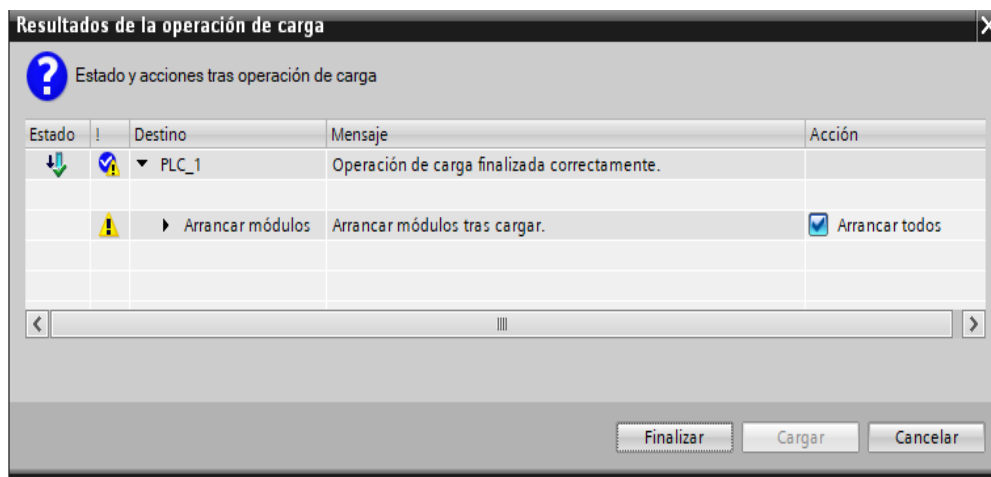 Resultados de la operación de carga
Estado y acciones tras operación de carga
Estado ! Destino Mensaje Acción
PLC_1 Operación de carga finalizada correctamente.
Arrancar módulos Arrancar módulos tras cargar. Arrancar todos
Finalizar Cargar Cancelar